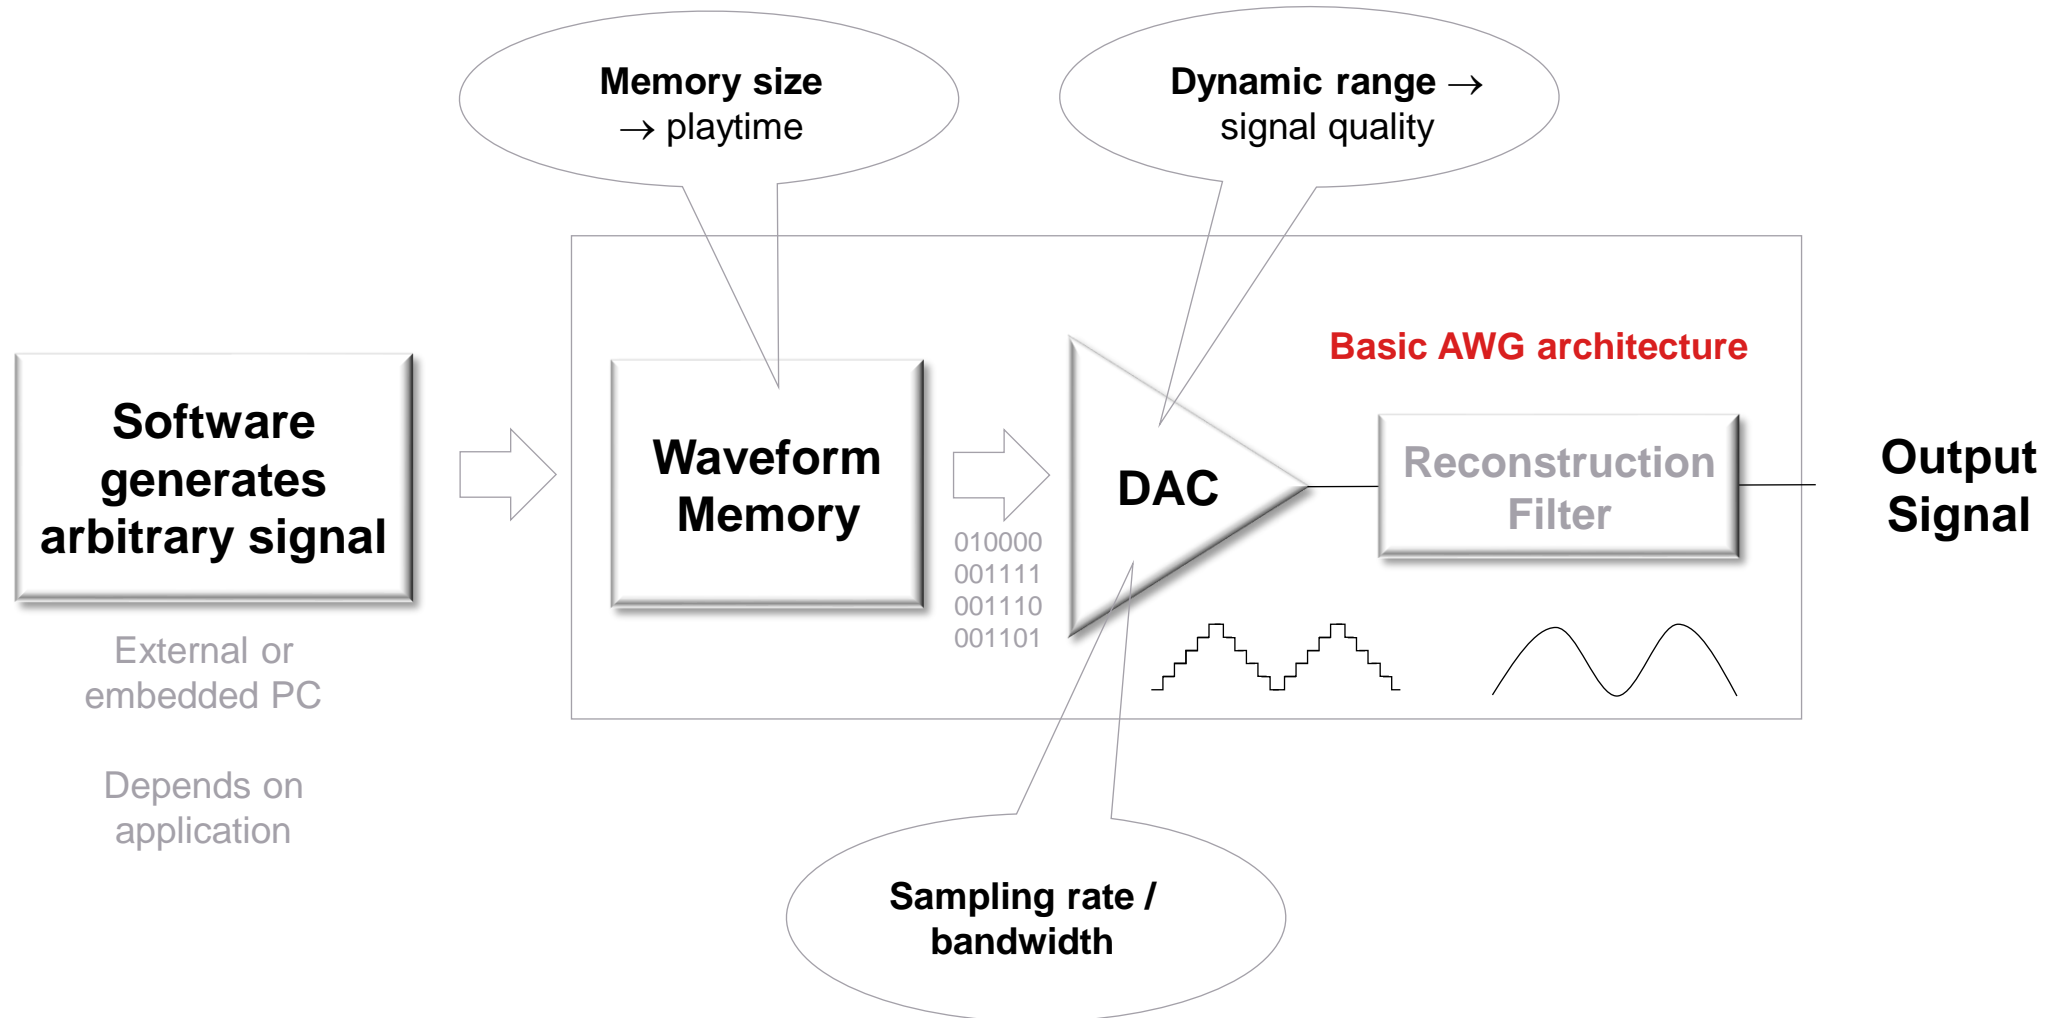 Memory size
→ playtime
Dynamic range →
signal quality
Basic AWG architecture
Software
generates
arbitrary signal
Waveform
Memory
010000
001111
001110
001101
DAC
Reconstruction
Filter
Output
Signal
External or
embedded PC
Depends on
application
Sampling rate /
bandwidth